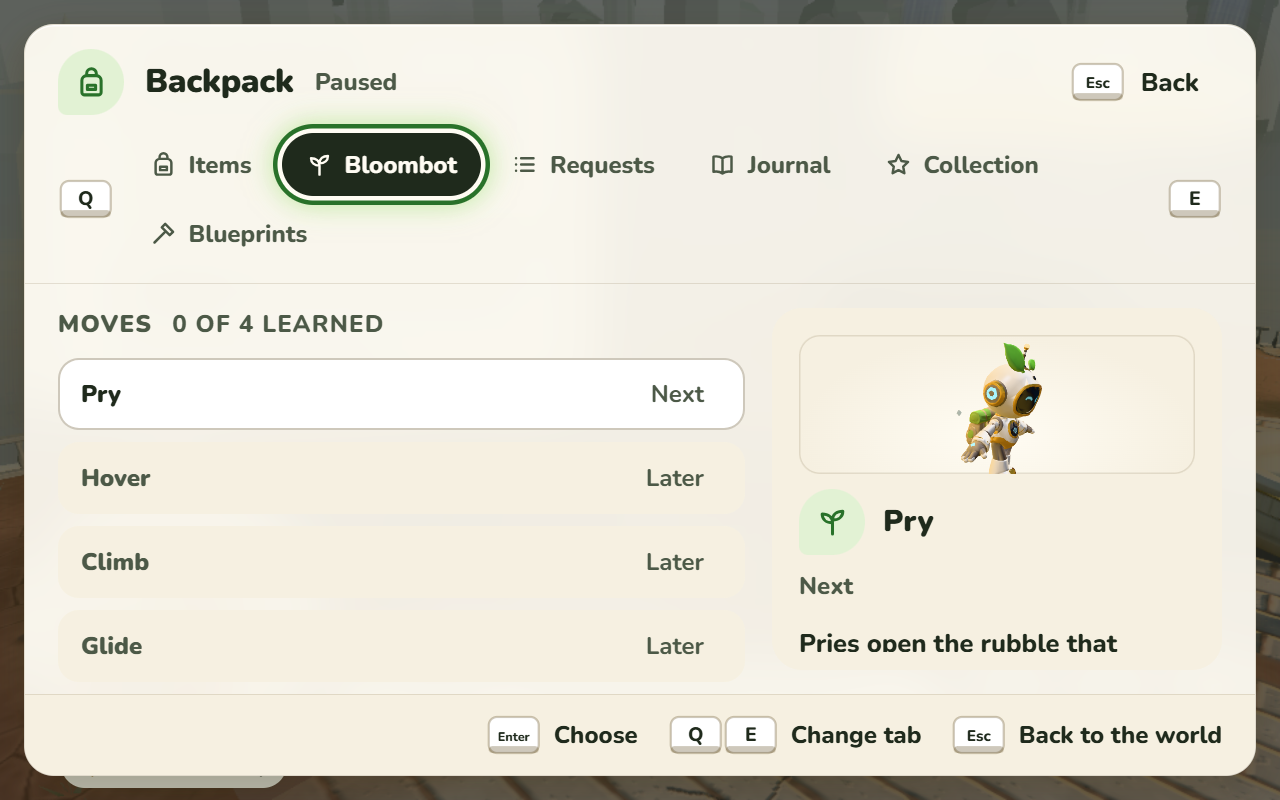 Backpack Paused
Esc Back
Items Bloombot Requests Journal Collection
Q E
Blueprints
MOVES 0 OF 4 LEARNED
Pry Next
Hover Later
Climb Later
Glide Later
Pry
Next
Pries open the rubble that
Enter Choose Q E Change tab Esc Back to the world